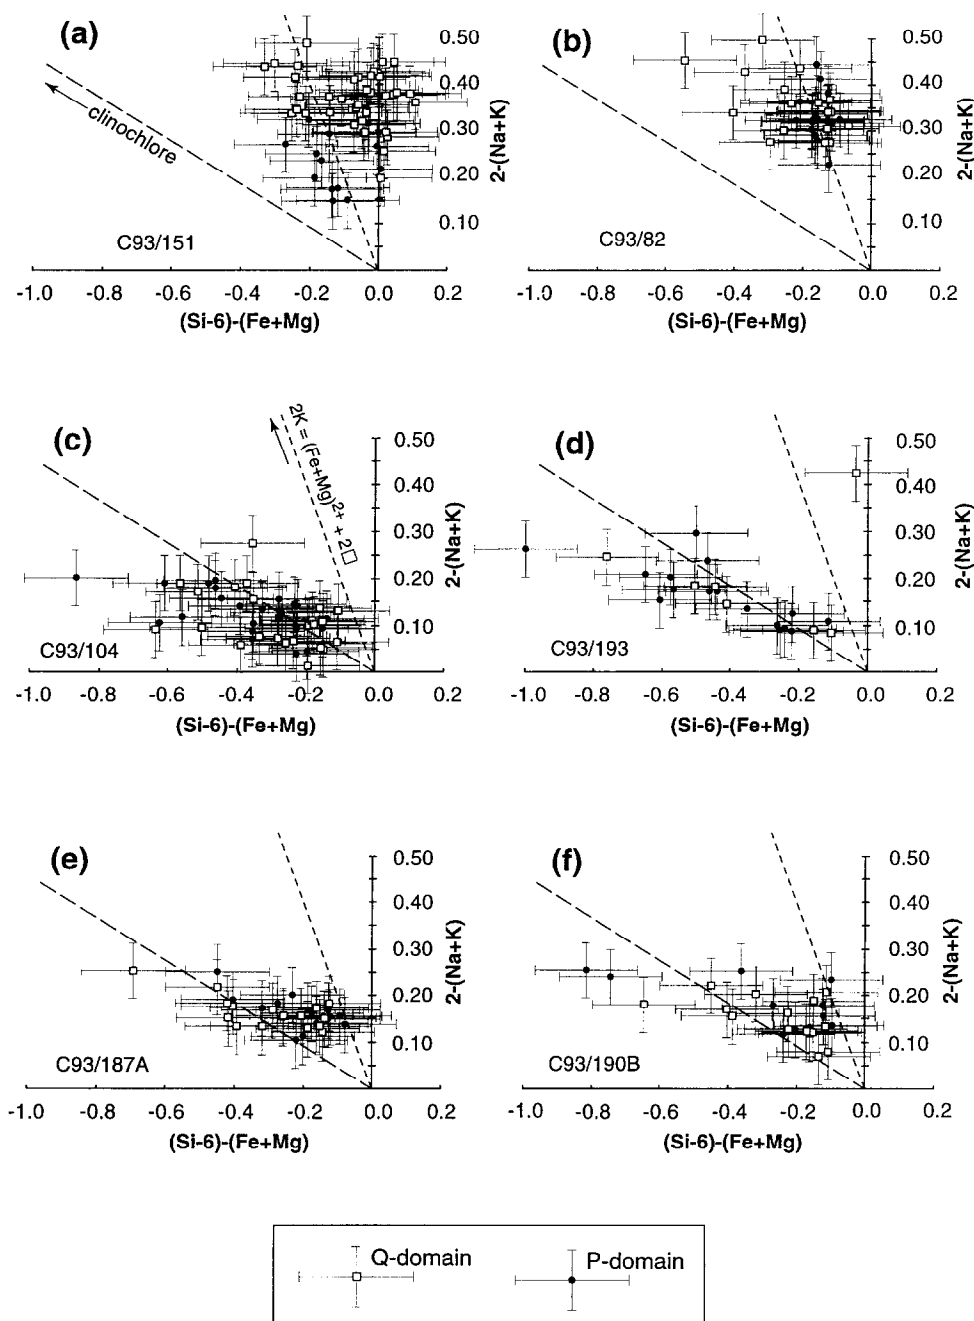 (a)
0.50
0.40
0.30
0.20
0.10
2-(Na+K)
clinochlore
C93/151
-1.0 -0.8 -0.6 -0.4 -0.2 0.0 0.2
(Si-6)-(Fe+Mg)
(b)
0.50
0.40
0.30
0.20
0.10
2-(Na+K)
C93/82
-1.0 -0.8 -0.6 -0.4 -0.2 0.0 0.2
(Si-6)-(Fe+Mg)
(c)
2K = (Fe+Mg)2+ + 2□
0.50
0.40
0.30
0.20
0.10
2-(Na+K)
C93/104
-1.0 -0.8 -0.6 -0.4 -0.2 0.0 0.2
(Si-6)-(Fe+Mg)
(d)
0.50
0.40
0.30
0.20
0.10
2-(Na+K)
C93/193
-1.0 -0.8 -0.6 -0.4 -0.2 0.0 0.2
(Si-6)-(Fe+Mg)
(e)
0.50
0.40
0.30
0.20
0.10
2-(Na+K)
C93/187A
-1.0 -0.8 -0.6 -0.4 -0.2 0.0 0.2
(Si-6)-(Fe+Mg)
(f)
0.50
0.40
0.30
0.20
0.10
2-(Na+K)
C93/190B
-1.0 -0.8 -0.6 -0.4 -0.2 0.0 0.2
(Si-6)-(Fe+Mg)
Q-domain
P-domain